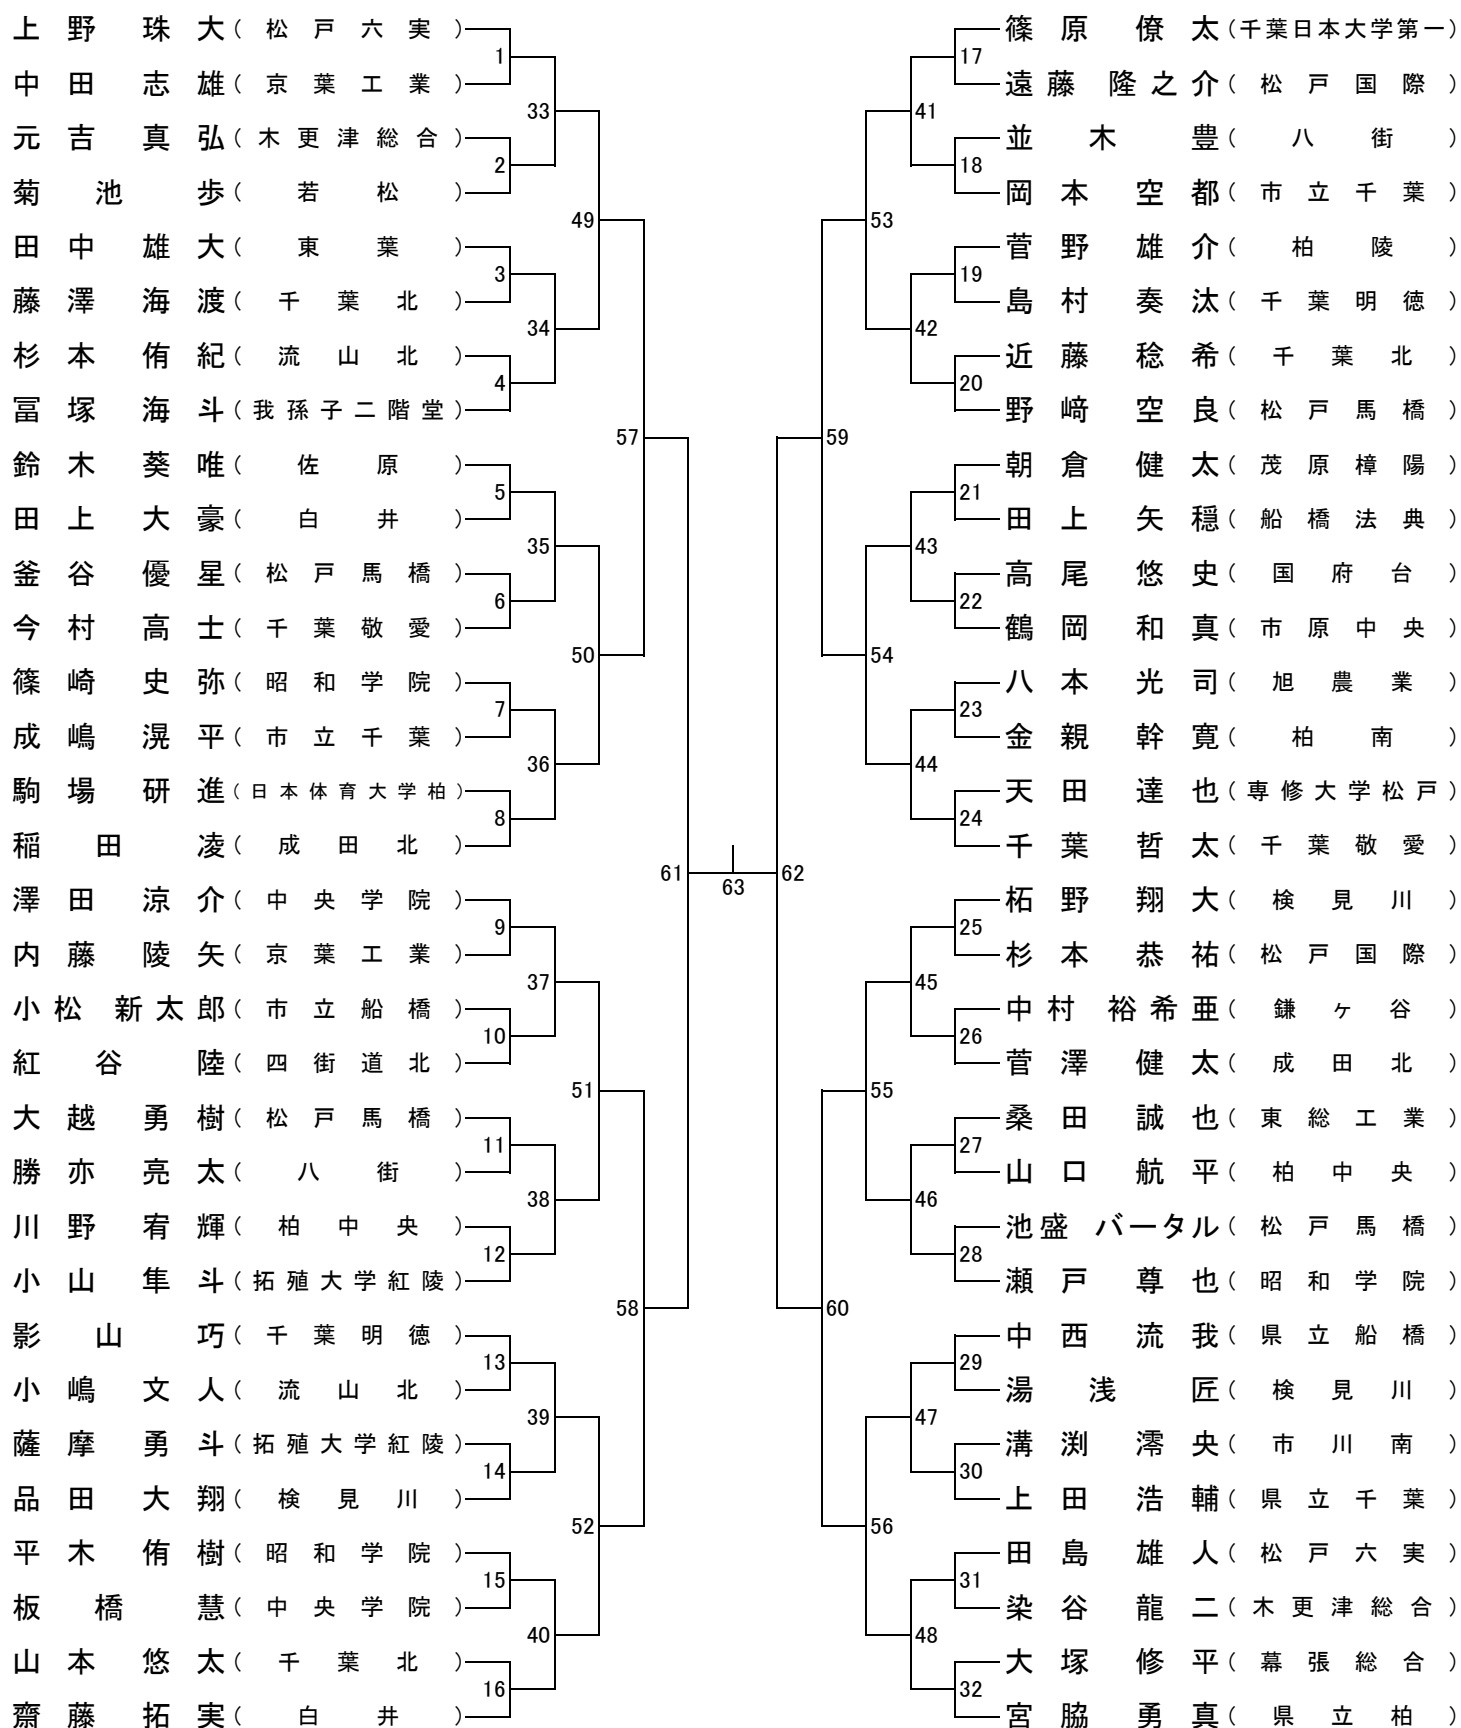 上野 珠大(松戸六実)
1
中田 志雄(京葉工業)
33
元吉 真弘(木更津総合)
2
菊池 歩(若松)
49
田中 雄大(東葉)
3
藤澤 海渡(千葉北)
34
杉本 侑紀(流山北)
4
冨塚 海斗(我孫子二階堂)
57
鈴木 葵唯(佐原)
5
田上 大豪(白井)
35
釜谷 優星(松戸馬橋)
6
今村 高士(千葉敬愛)
50
篠崎 史弥(昭和学院)
7
成嶋 滉平(市立千葉)
36
駒場 研進(日本体育大学柏)
8
稲田 凌(成田北)
61
澤田 涼介(中央学院)
9
内藤 陵矢(京葉工業)
37
小松 新太郎(市立船橋)
10
紅谷 陸(四街道北)
51
大越 勇樹(松戸馬橋)
11
勝亦 亮太(八街)
38
川野 宥輝(柏中央)
12
小山 隼斗(拓殖大学紅陵)
58
影山 巧(千葉明徳)
13
小嶋 文人(流山北)
39
薩摩 勇斗(拓殖大学紅陵)
14
品田 大翔(検見川)
52
平木 侑樹(昭和学院)
15
板橋 慧(中央学院)
40
山本 悠太(千葉北)
16
齋藤 拓実(白井)
63
篠原 僚太(千葉日本大学第一)
17
遠藤 隆之介(松戸国際)
41
並木 豊(八街)
18
岡本 空都(市立千葉)
53
菅野 雄介(柏陵)
19
島村 奏汰(千葉明徳)
42
近藤 稔希(千葉北)
20
野﨑 空良(松戸馬橋)
59
朝倉 健太(茂原樟陽)
21
田上 矢穏(船橋法典)
43
高尾 悠史(国府台)
22
鶴岡 和真(市原中央)
54
八本 光司(旭農業)
23
金親 幹寛(柏南)
44
天田 達也(専修大学松戸)
24
千葉 哲太(千葉敬愛)
62
柘野 翔大(検見川)
25
杉本 恭祐(松戸国際)
45
中村 裕希亜(鎌ヶ谷)
26
菅澤 健太(成田北)
55
桑田 誠也(東総工業)
27
山口 航平(柏中央)
46
池盛 バータル(松戸馬橋)
28
瀬戸 尊也(昭和学院)
60
中西 流我(県立船橋)
29
湯浅 匠(検見川)
47
溝渕 澪央(市川南)
30
上田 浩輔(県立千葉)
56
田島 雄人(松戸六実)
31
染谷 龍二(木更津総合)
48
大塚 修平(幕張総合)
32
宮脇 勇真(県立柏)